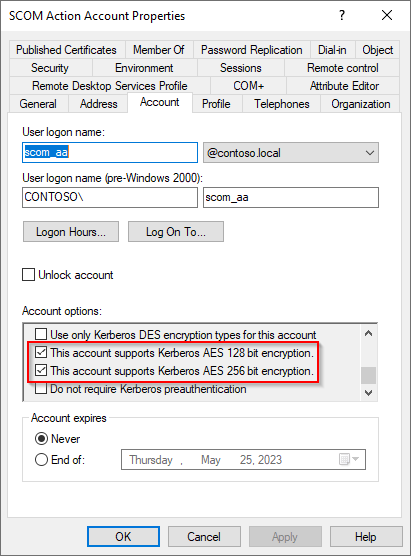 SCOM Action Account Properties
? ×
Published Certificates Member Of Password Replication Dial-in Object
Security Environment Sessions Remote control
Remote Desktop Services Profile COM+ Attribute Editor
General Address Account Profile Telephones Organization
User logon name:
scom_aa @contoso.local
User logon name (pre-Windows 2000):
CONTOSO\ scom_aa
Logon Hours... Log On To...
Unlock account
Account options:
Use only Kerberos DES encryption types for this account
This account supports Kerberos AES 128 bit encryption.
This account supports Kerberos AES 256 bit encryption.
Do not require Kerberos preauthentication
Account expires
Never
End of: Thursday , May 25, 2023
OK Cancel Apply Help